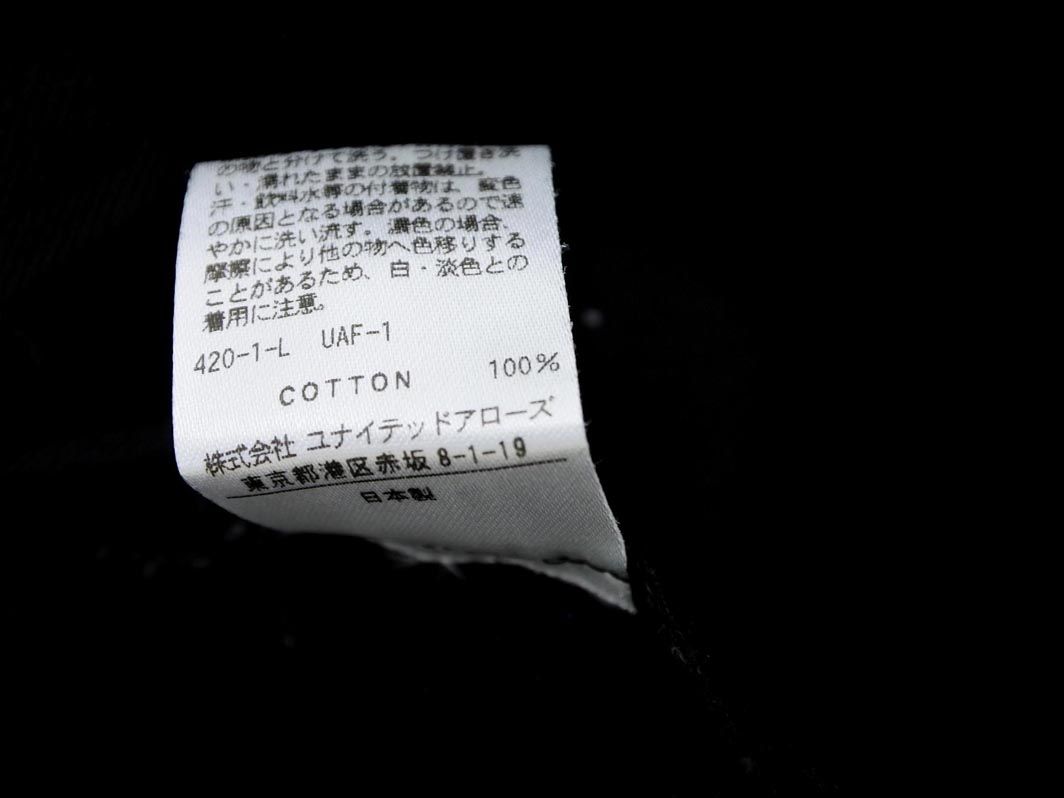 の物と分けて洗う。つけ置き洗
い・濡れたままの放置禁止。
汗・飲料水等の付着物は、変色
の原因となる場合があるので速
やかに洗い流す。濃色の場合、
摩擦により他の物へ色移りする
ことがあるため、白・淡色との
着用に注意。
420-1-L UAF-1
COTTON 100%
株式会社 ユナイテッドアローズ
東京都港区赤坂8-1-19
日本製